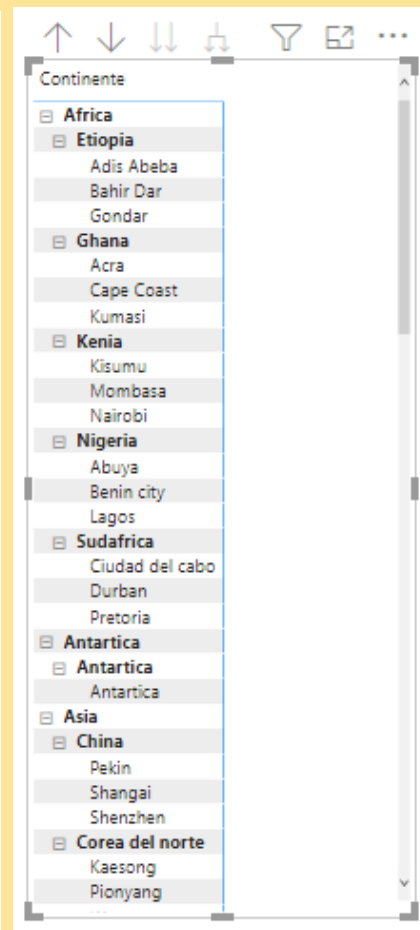 Continente
Africa
Etiopia
Adis Abeba
Bahir Dar
Gondar
Ghana
Acra
Cape Coast
Kumasi
Kenia
Kisumu
Mombasa
Nairobi
Nigeria
Abuya
Benin city
Lagos
Sudafrica
Ciudad del cabo
Durban
Pretoria
Antartica
Antartica
Antartica
Asia
China
Pekin
Shangai
Shenzhen
Corea del norte
Kaesong
Pionyang